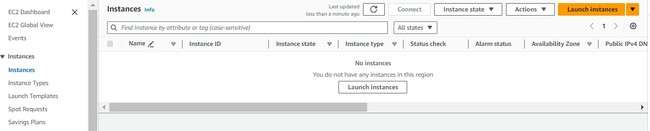 EC2 Dashboard
EC2 Global View
Events
Instances
Instances
Instance Types
Launch Templates
Spot Requests
Savings Plans
Instances Info
Last updated
less than a minute ago
Connect
Instance state
Actions
Launch instances
Find Instance by attribute or tag (case-sensitive)
All states
1
Name
Instance ID
Instance state
Instance type
Status check
Alarm status
Availability Zone
Public IPv4 DN
No instances
You do not have any instances in this region
Launch instances